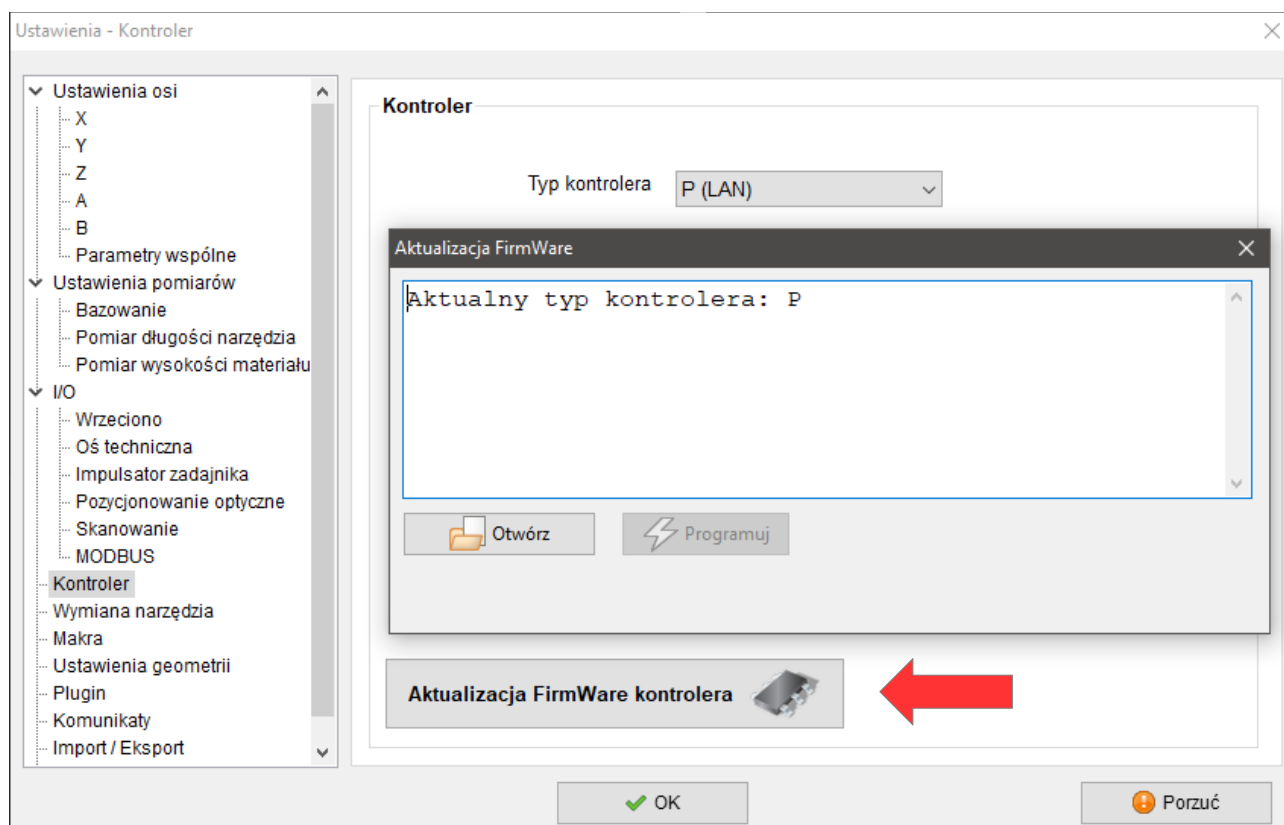 Ustawienia - Kontroler
Ustawienia osi
X
Y
Z
A
B
Parametry wspólne
Ustawienia pomiarów
Bazowanie
Pomiar długości narzędzia
Pomiar wysokości materiału
I/O
Wrzeciono
Oś techniczna
Impulsator zadajnika
Pozycjonowanie optyczne
Skanowanie
MODBUS
Kontroler
Wymiana narzędzia
Makra
Ustawienia geometrii
Plugin
Komunikaty
Import / Eksport
Kontroler
Typ kontrolera P (LAN)
Aktualizacja FirmWare
Aktualny typ kontrolera: P
Otwórz Programuj
Aktualizacja FirmWare kontrolera
OK Porzuć